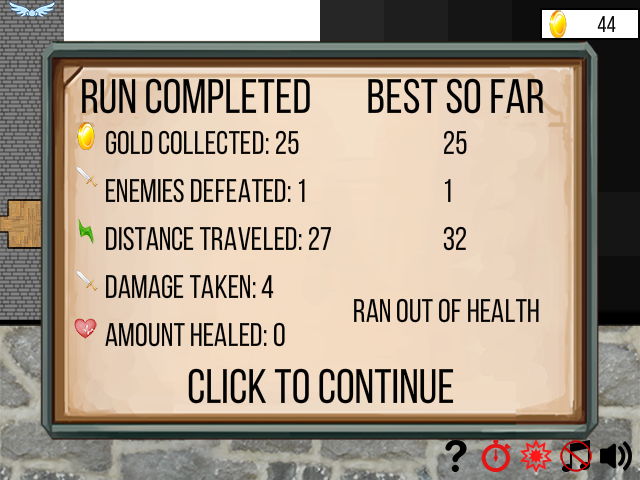 44
RUN COMPLETED BEST SO FAR
GOLD COLLECTED: 25 25
ENEMIES DEFEATED: 1 1
DISTANCE TRAVELED: 27 32
DAMAGE TAKEN: 4
RAN OUT OF HEALTH
AMOUNT HEALED: 0
CLICK TO CONTINUE
?